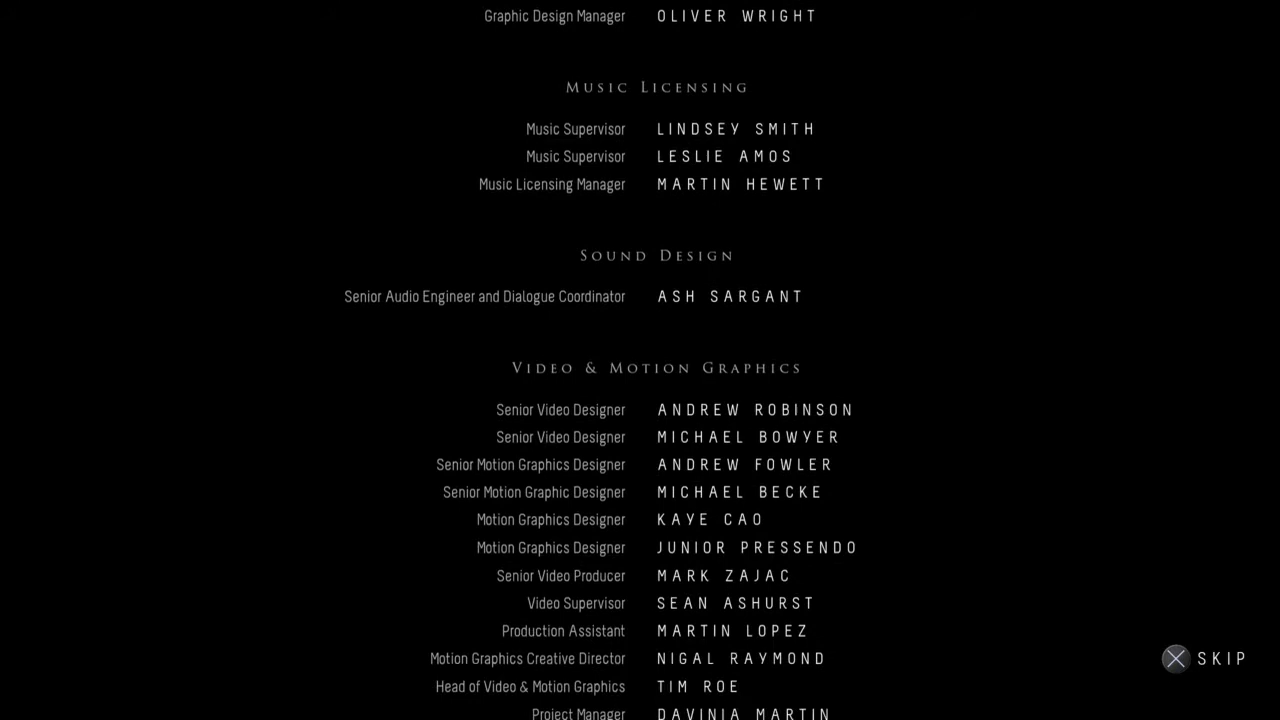 Graphic Design Manager OLIVER WRIGHT
MUSIC LICENSING
Music Supervisor LINDSEY SMITH
Music Supervisor LESLIE AMOS
Music Licensing Manager MARTIN HEWETT
SOUND DESIGN
Senior Audio Engineer and Dialogue Coordinator ASH SARGANT
VIDEO & MOTION GRAPHICS
Senior Video Designer ANDREW ROBINSON
Senior Video Designer MICHAEL BOWYER
Senior Motion Graphics Designer ANDREW FOWLER
Senior Motion Graphic Designer MICHAEL BECKE
Motion Graphics Designer KAYE CAO
Motion Graphics Designer JUNIOR PRESSENDO
Senior Video Producer MARK ZAJAC
Video Supervisor SEAN ASHURST
Production Assistant MARTIN LOPEZ
Motion Graphics Creative Director NIGAL RAYMOND
SKIP
Head of Video & Motion Graphics TIM ROE
Project Manager DAVINIA MARTIN